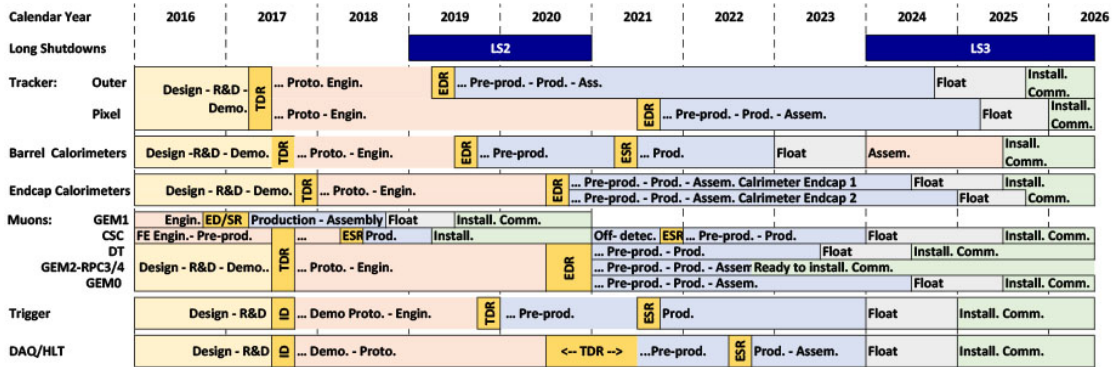 Calendar Year 2016 2017 2018 2019 2020 2021 2022 2023 2024 2025 2026
Long Shutdowns LS2 LS3
Tracker: Outer Design - R&D - Demo. TDR ... Proto. Engin. EDR ... Pre-prod. - Prod. - Ass. Float Install. Comm.
Pixel ... Proto - Engin. EDR ... Pre-prod. - Prod. - Assem. Float Install. Comm.
Barrel Calorimeters Design -R&D - Demo. TDR ... Proto. - Engin. EDR ... Pre-prod. ESR ... Prod. Float Assem. Insall. Comm.
Endcap Calorimeters Design - R&D - Demo. TDR ... Proto. - Engin. EDR ... Pre-prod. - Prod. - Assem. Calrimeter Endcap 1 Float Install.
... Pre-prod. - Prod. - Assem. Calrimeter Endcap 2 Float Comm.
Muons: GEM1 Engin. ED/SR Production - Assembly Float Install. Comm.
CSC FE Engin.- Pre-prod. TDR ... ESR Prod. Install. Off- detec. ESR ... Pre-prod. - Prod. Float Install. Comm.
DT ... Pre-prod. - Prod. Float Install. Comm.
GEM2-RPC3/4 Design - R&D - Demo.. ... Proto. - Engin. EDR ... Pre-prod. - Prod. - Assem Ready to install. Comm.
GEM0 ... Pre-prod. - Prod. - Assem. Float Install. Comm.
Trigger Design - R&D ID ... Demo Proto. - Engin. TDR ... Pre-prod. ESR Prod. Float Install. Comm.
DAQ/HLT Design - R&D ID ... Demo. - Proto. <-- TDR --> ...Pre-prod. ESR Prod. - Assem. Float Install. Comm.